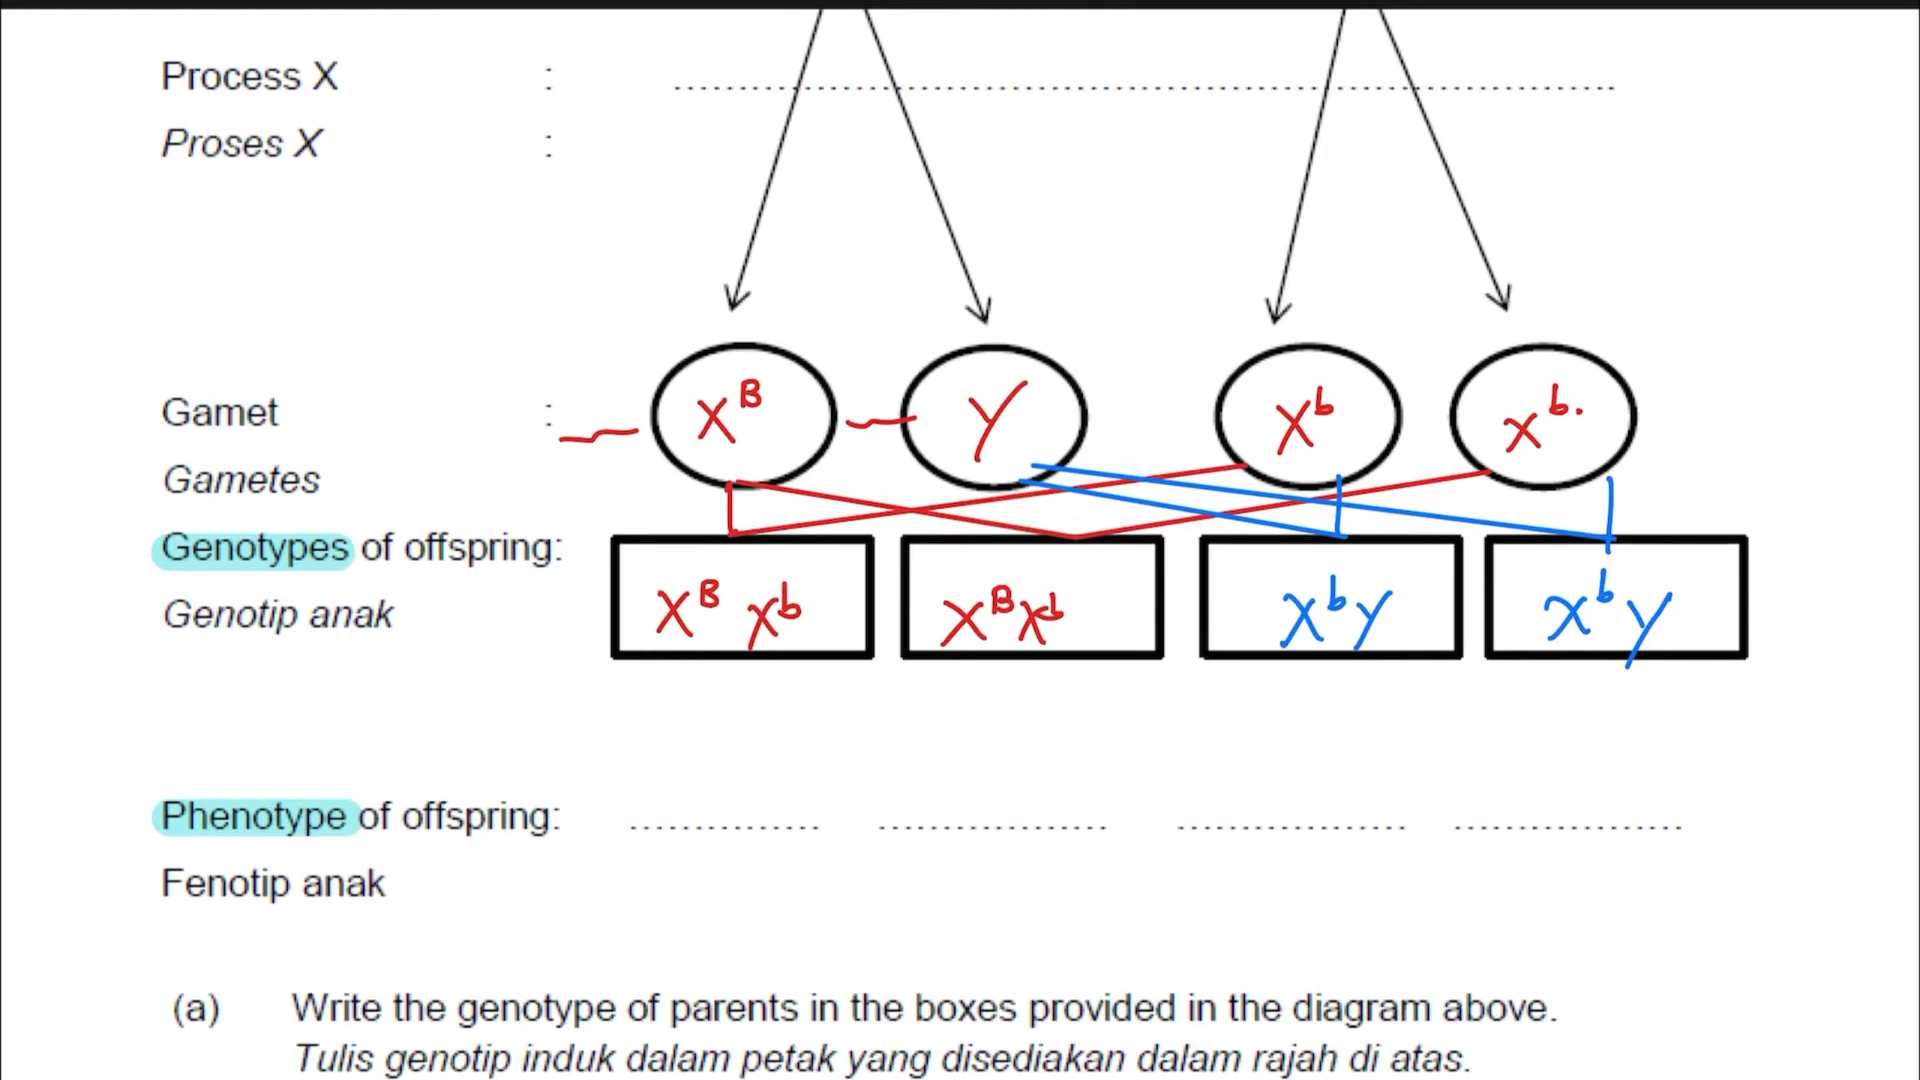 Process X : ............................................................
Proses X :
Gamet : X^B Y X^b X^b.
Gametes
Genotypes of offspring:
Genotip anak
X^B X^b X^B X^b X^b Y X^b Y
Phenotype of offspring: ............... .................. .................. ..................
Fenotip anak
(a) Write the genotype of parents in the boxes provided in the diagram above.
Tulis genotip induk dalam petak yang disediakan dalam rajah di atas.